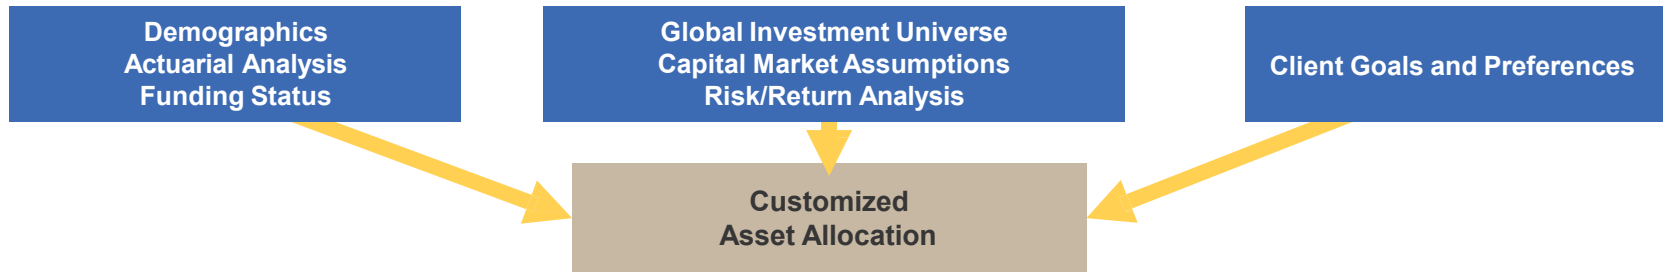 Demographics
Actuarial Analysis
Funding Status
Global Investment Universe
Capital Market Assumptions
Risk/Return Analysis
Client Goals and Preferences
Customized
Asset Allocation